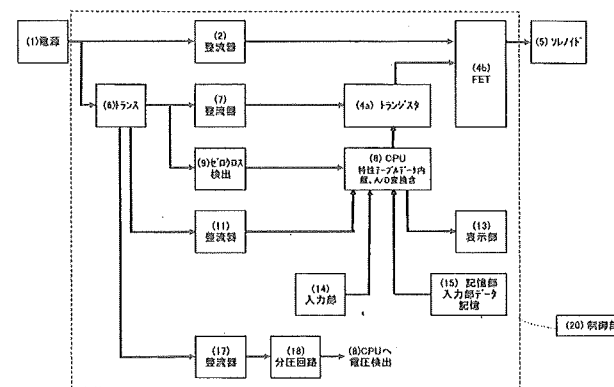 (1)電源
(2)
整流器
(4b)
FET
(5) ソレノイド
(6)トランス
(7)
整流器
(4a) トランジスタ
(9)ゼロクロス
検出
(8) CPU
特性テーブルデータ内
蔵、A/D変換含
(11)
整流器
(13)
表示部
(14)
入力部
(15) 記憶部
入力部データ
記憶
(20) 制御部
(17)
整流器
(18)
分圧回路
(8)CPUへ
電圧検出